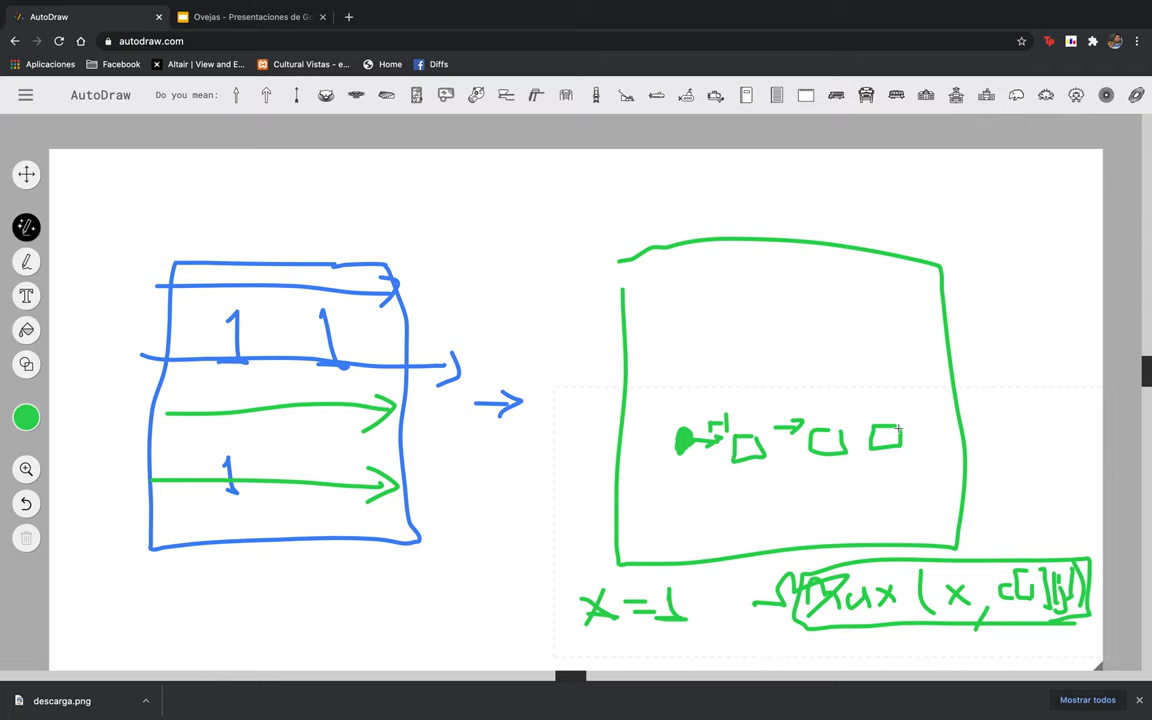 AutoDraw
Ovejas - Presentaciones de Go
autodraw.com
Aplicaciones
Facebook
Altair | View and E...
Cultural Vistas - e...
Home
Diffs
AutoDraw
Do you mean:
1 1
1
x = 1
max ( x, c[i][j])
descarga.png
Mostrar todos